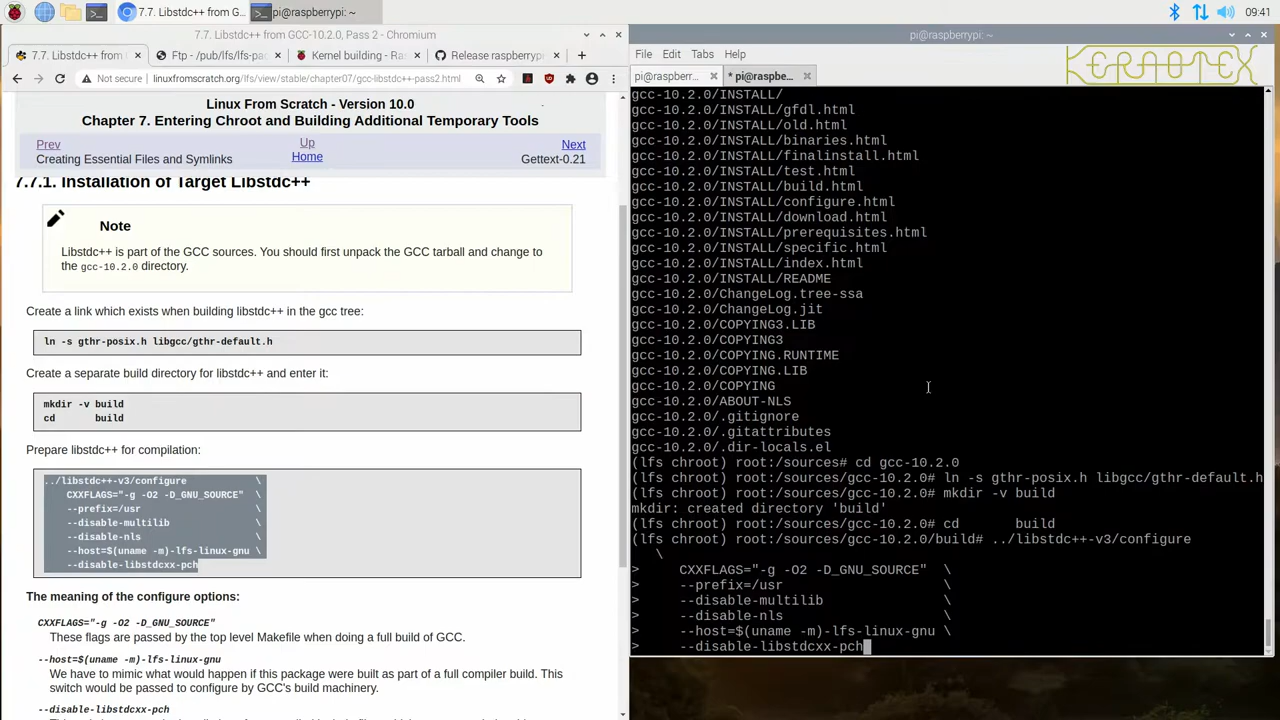 7.7. Libstdc++ from G...
pi@raspberrypi: ~
09:41
7.7. Libstdc++ from GCC-10.2.0, Pass 2 - Chromium
7.7. Libstdc++ from
Ftp - /pub/lfs/lfs-pac
Kernel building - Ras
Release raspberrypi
Not secure
linuxfromscratch.org/lfs/view/stable/chapter07/gcc-libstdc++-pass2.html
Linux From Scratch - Version 10.0
Chapter 7. Entering Chroot and Building Additional Temporary Tools
Prev
Up
Next
Creating Essential Files and Symlinks
Home
Gettext-0.21
7.7.1. Installation of Target Libstdc++
Note
Libstdc++ is part of the GCC sources. You should first unpack the GCC tarball and change to
the gcc-10.2.0 directory.
Create a link which exists when building libstdc++ in the gcc tree:
ln -s gthr-posix.h libgcc/gthr-default.h
Create a separate build directory for libstdc++ and enter it:
mkdir -v build
cd       build
Prepare libstdc++ for compilation:
../libstdc++-v3/configure            \
    CXXFLAGS="-g -O2 -D_GNU_SOURCE"  \
    --prefix=/usr                    \
    --disable-multilib               \
    --disable-nls                    \
    --host=$(uname -m)-lfs-linux-gnu \
    --disable-libstdcxx-pch
The meaning of the configure options:
CXXFLAGS="-g -O2 -D_GNU_SOURCE"
These flags are passed by the top level Makefile when doing a full build of GCC.
--host=$(uname -m)-lfs-linux-gnu
We have to mimic what would happen if this package were built as part of a full compiler build. This
switch would be passed to configure by GCC's build machinery.
--disable-libstdcxx-pch
pi@raspberrypi: ~
File Edit Tabs Help
KERAOTEX
pi@raspberr...
* pi@raspbe...
gcc-10.2.0/INSTALL/
gcc-10.2.0/INSTALL/gfdl.html
gcc-10.2.0/INSTALL/old.html
gcc-10.2.0/INSTALL/binaries.html
gcc-10.2.0/INSTALL/finalinstall.html
gcc-10.2.0/INSTALL/test.html
gcc-10.2.0/INSTALL/build.html
gcc-10.2.0/INSTALL/configure.html
gcc-10.2.0/INSTALL/download.html
gcc-10.2.0/INSTALL/prerequisites.html
gcc-10.2.0/INSTALL/specific.html
gcc-10.2.0/INSTALL/index.html
gcc-10.2.0/INSTALL/README
gcc-10.2.0/ChangeLog.tree-ssa
gcc-10.2.0/ChangeLog.jit
gcc-10.2.0/COPYING3.LIB
gcc-10.2.0/COPYING3
gcc-10.2.0/COPYING.RUNTIME
gcc-10.2.0/COPYING.LIB
gcc-10.2.0/COPYING
gcc-10.2.0/ABOUT-NLS
gcc-10.2.0/.gitignore
gcc-10.2.0/.gitattributes
gcc-10.2.0/.dir-locals.el
(lfs chroot) root:/sources# cd gcc-10.2.0
(lfs chroot) root:/sources/gcc-10.2.0# ln -s gthr-posix.h libgcc/gthr-default.h
(lfs chroot) root:/sources/gcc-10.2.0# mkdir -v build
mkdir: created directory 'build'
(lfs chroot) root:/sources/gcc-10.2.0# cd       build
(lfs chroot) root:/sources/gcc-10.2.0/build# ../libstdc++-v3/configure
   \
>     CXXFLAGS="-g -O2 -D_GNU_SOURCE"  \
>     --prefix=/usr                    \
>     --disable-multilib               \
>     --disable-nls                    \
>     --host=$(uname -m)-lfs-linux-gnu \
>     --disable-libstdcxx-pch